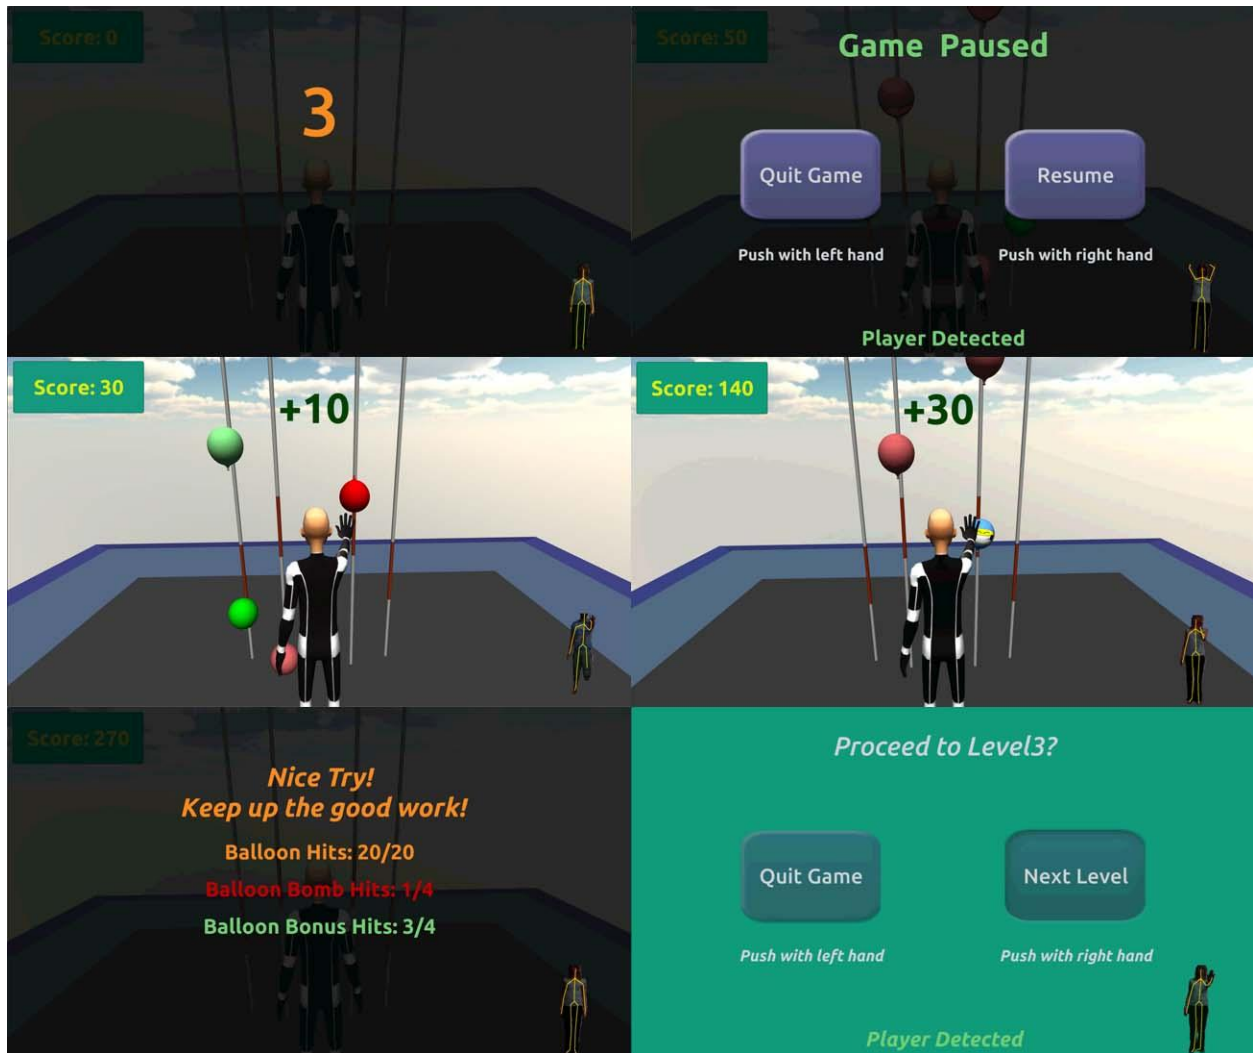 Score: 0
3
Score: 50
Game Paused
Quit Game
Resume
Push with left hand
Push with right hand
Player Detected
Score: 30
+10
Score: 140
+30
Score: 270
Nice Try!
Keep up the good work!
Balloon Hits: 20/20
Balloon Bomb Hits: 1/4
Balloon Bonus Hits: 3/4
Proceed to Level3?
Quit Game
Next Level
Push with left hand
Push with right hand
Player Detected